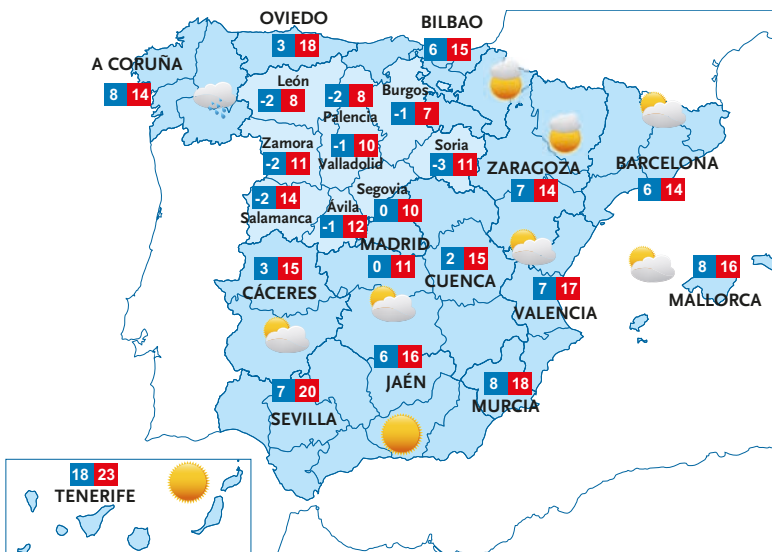 OVIEDO
3 18
BILBAO
6 15
A CORUÑA
8 14
León
-2 8
-2 8
Palencia
Burgos
-1 7
Zamora
-2 11
-1 10
Valladolid
Soria
-3 11
ZARAGOZA
7 14
BARCELONA
6 14
-2 14
Salamanca
Ávila
-1 12
Segovia
0 10
MADRID
0 11
2 15
CUENCA
3 15
CÁCERES
7 17
VALENCIA
8 16
MALLORCA
6 16
JAÉN
7 20
SEVILLA
8 18
MURCIA
18 23
TENERIFE